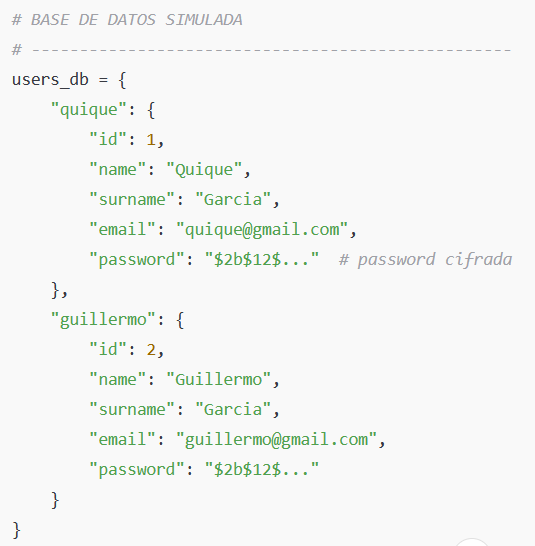 # BASE DE DATOS SIMULADA
# --------------------------------------------------
users_db = {
    "quique": {
        "id": 1,
        "name": "Quique",
        "surname": "Garcia",
        "email": "quique@gmail.com",
        "password": "$2b$12$..."  # password cifrada
    },
    "guillermo": {
        "id": 2,
        "name": "Guillermo",
        "surname": "Garcia",
        "email": "guillermo@gmail.com",
        "password": "$2b$12$..."
    }
}